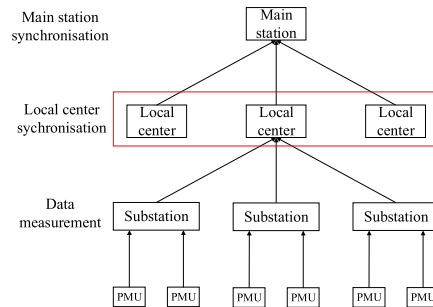 Main station
synchronisation
Main
station
Local center
sychronisation
Local
center
Local
center
Local
center
Data
measurement
Substation
Substation
Substation
PMU
PMU
PMU
PMU
PMU
PMU